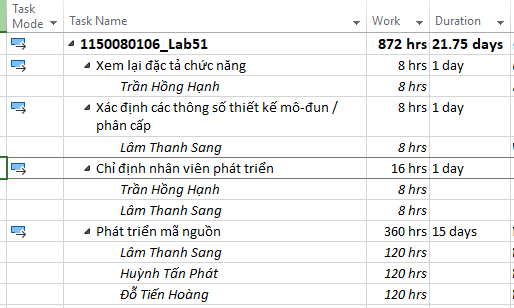 Task Mode Task Name Work Duration
1150080106_Lab51 872 hrs 21.75 days
Xem lại đặc tả chức năng 8 hrs 1 day
Trần Hồng Hạnh 8 hrs
Xác định các thông số thiết kế mô-đun / 8 hrs 1 day
phân cấp
Lâm Thanh Sang 8 hrs
Chỉ định nhân viên phát triển 16 hrs 1 day
Trần Hồng Hạnh 8 hrs
Lâm Thanh Sang 8 hrs
Phát triển mã nguồn 360 hrs 15 days
Lâm Thanh Sang 120 hrs
Huỳnh Tấn Phát 120 hrs
Đỗ Tiến Hoàng 120 hrs